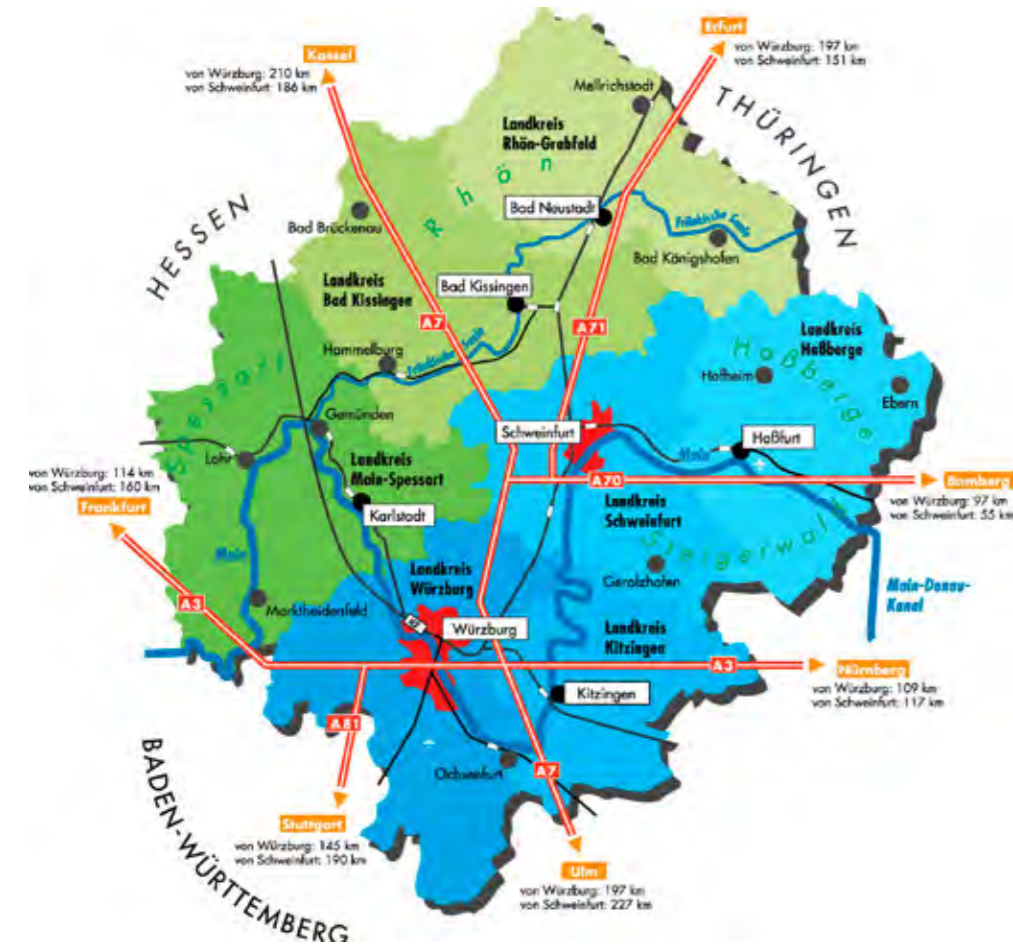 Erfurt
von Würzburg: 197 km
von Schweinfurt: 151 km
Kassel
von Würzburg: 210 km
von Schweinfurt: 186 km
Mellrichstadt
THÜRINGEN
Landkreis
Rhön-Grabfeld
Rhön
HESSEN
Bad Brückenau
Bad Neustadt
Fränkische Saale
Bad Königshofen
Landkreis
Bad Kissingen
Bad Kissingen
A7
A71
Landkreis
Haßberge
Haßberge
Hammelburg
Fränkische Saale
Hofheim
Ebern
Spessart
Gemünden
Schweinfurt
Haßfurt
Main
Lohr
Landkreis
Main-Spessart
von Würzburg: 114 km
von Schweinfurt: 160 km
Frankfurt
A70
Bamberg
von Würzburg: 97 km
von Schweinfurt: 55 km
Karlstadt
Landkreis
Schweinfurt
Steigerwald
Main
Landkreis
Würzburg
Gerolzhofen
Main-Donau-
Kanal
A3
Marktheidenfeld
Würzburg
Landkreis
Kitzingen
A3
Nürnberg
von Würzburg: 109 km
von Schweinfurt: 117 km
Kitzingen
A81
Ochsenfurt
A7
BADEN-WÜRTTEMBERG
Stuttgart
von Würzburg: 145 km
von Schweinfurt: 190 km
Ulm
von Würzburg: 197 km
von Schweinfurt: 227 km